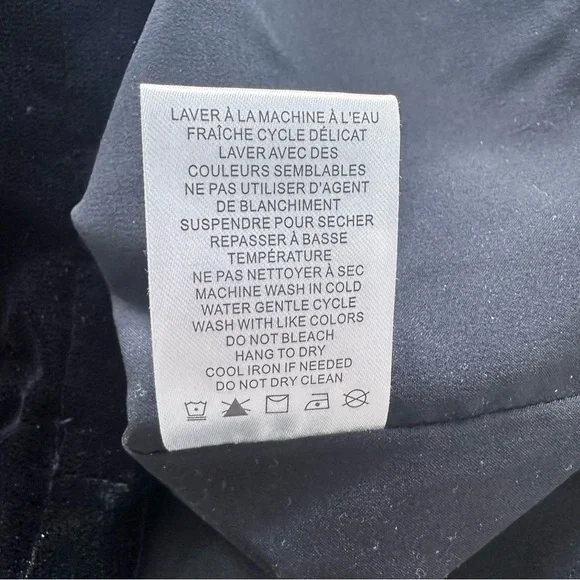 LAVER À LA MACHINE À L'EAU
FRAÎCHE CYCLE DÉLICAT
LAVER AVEC DES
COULEURS SEMBLABLES
NE PAS UTILISER D'AGENT
DE BLANCHIMENT
SUSPENDRE POUR SECHER
REPASSER À BASSE
TEMPÉRATURE
NE PAS NETTOYER À SEC
MACHINE WASH IN COLD
WATER GENTLE CYCLE
WASH WITH LIKE COLORS
DO NOT BLEACH
HANG TO DRY
COOL IRON IF NEEDED
DO NOT DRY CLEAN